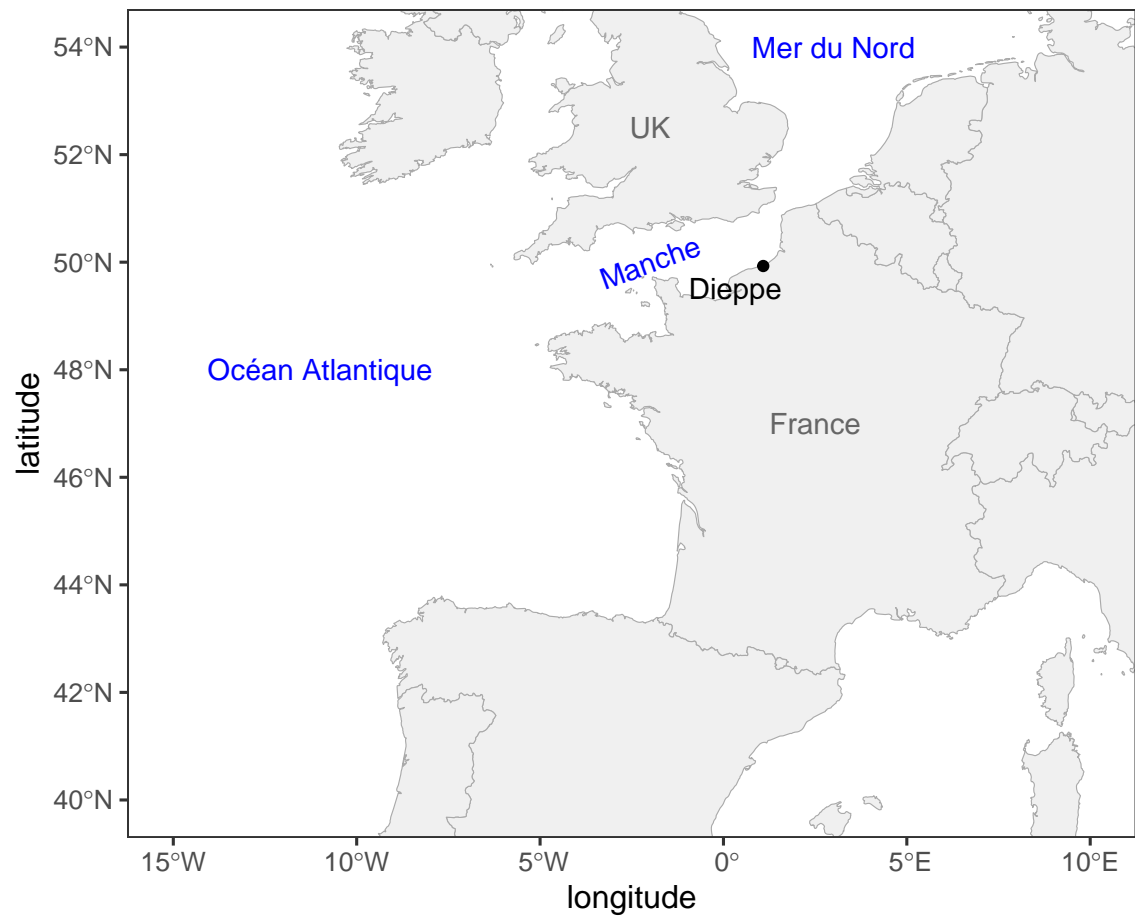 54°N
Mer du Nord
UK
52°N
50°N
Manche
Dieppe
48°N
Océan Atlantique
France
latitude
46°N
44°N
42°N
40°N
15°W 10°W 5°W 0° 5°E 10°E
longitude